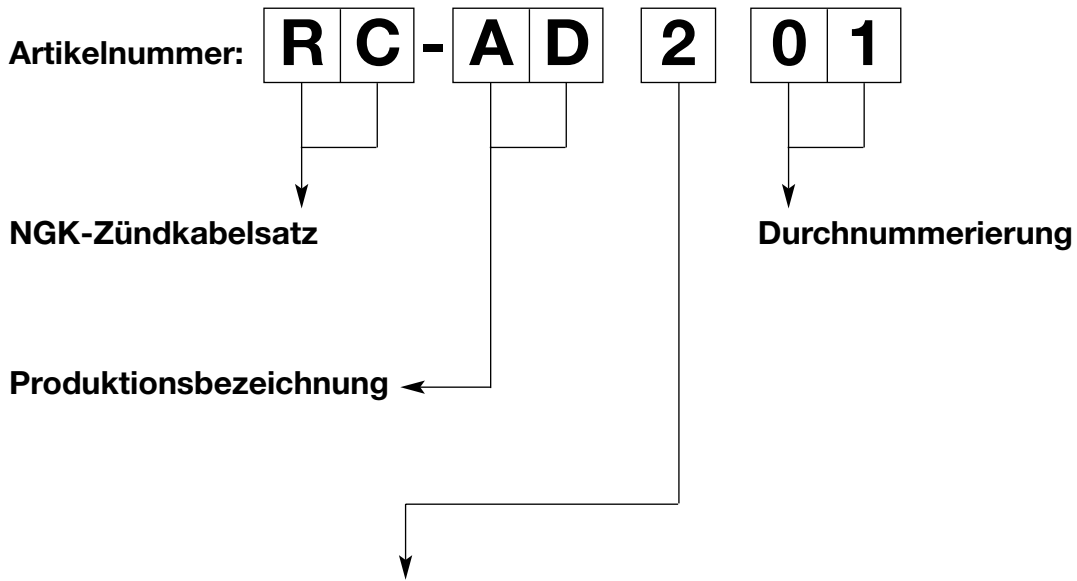 Artikelnummer: RC-AD 2 01
NGK-Zündkabelsatz
Durchnummerierung
Produktionsbezeichnung